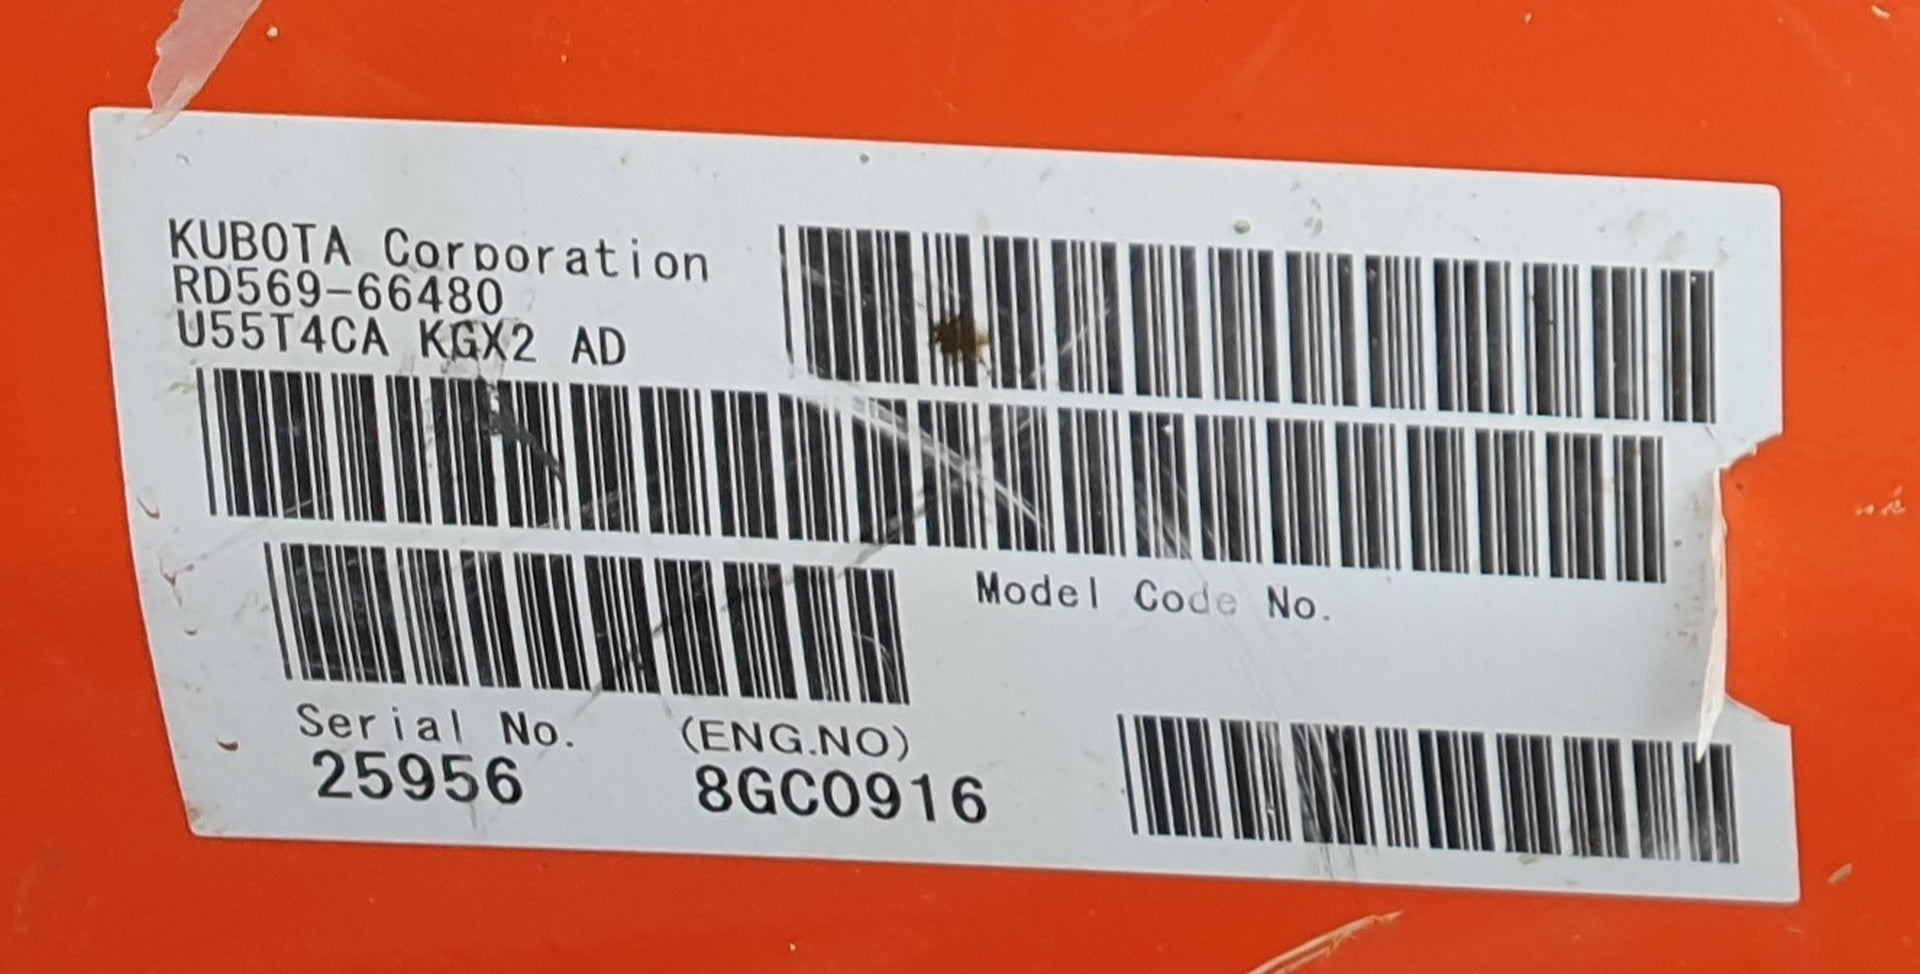 KUBOTA Corporation
RD569-66480
U55T4CA KGX2 AD
Model Code No.
Serial No. (ENG.NO)
25956 8GC0916